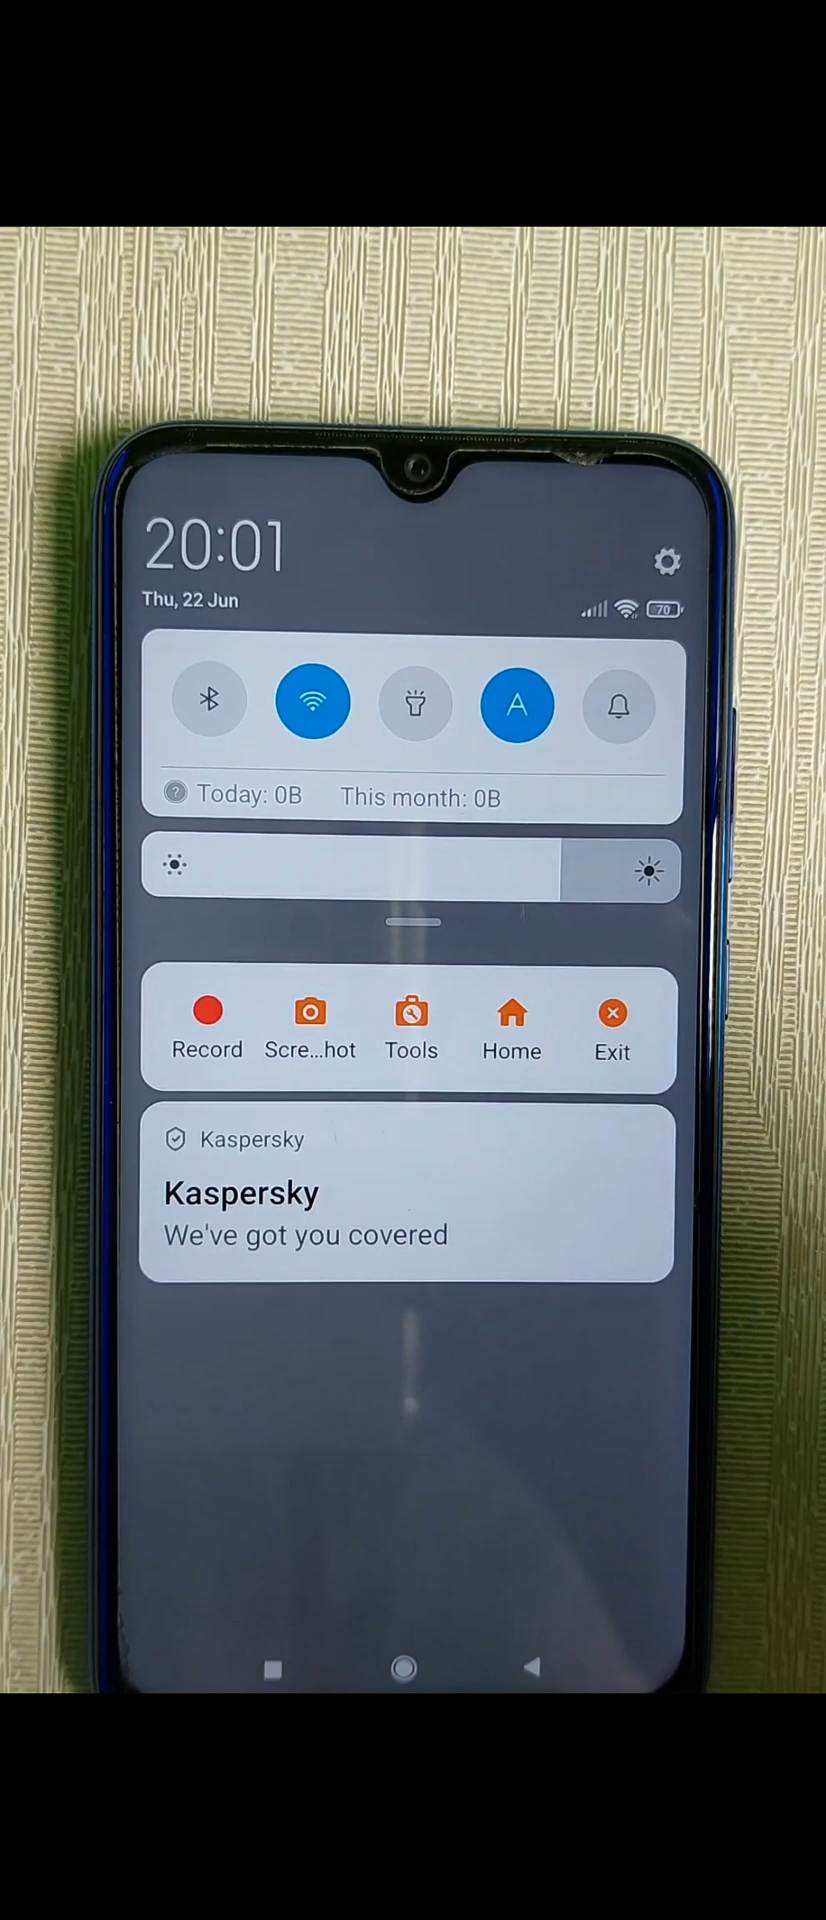 20:01
Thu, 22 Jun
70
A
Today: 0B This month: 0B
Record Scre...hot Tools Home Exit
Kaspersky
Kaspersky
We've got you covered